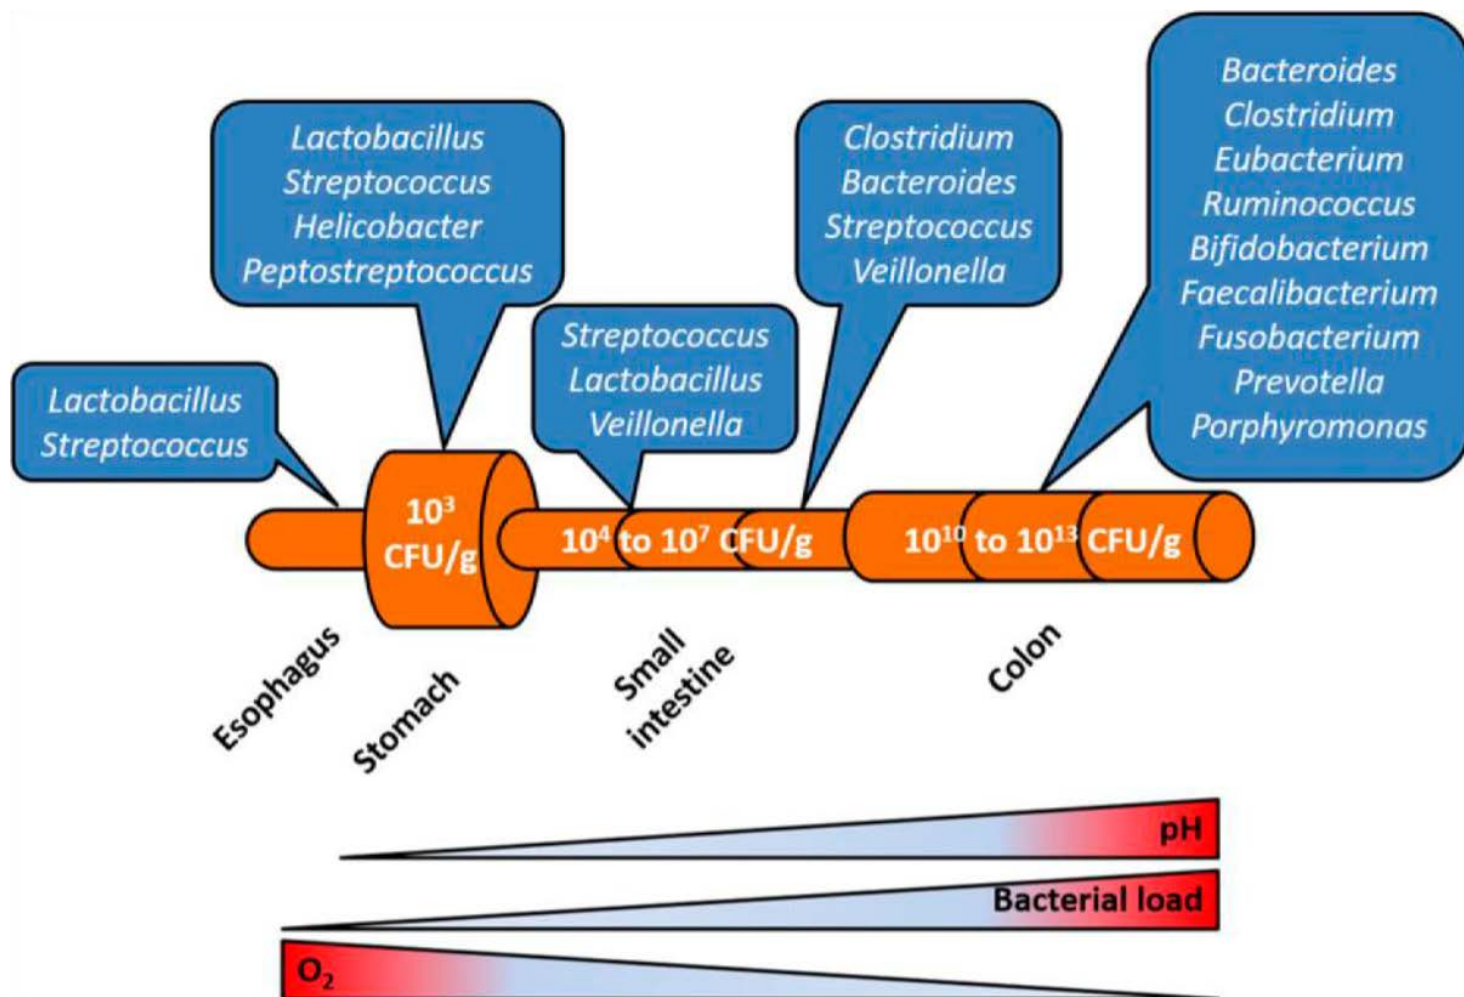 Lactobacillus
Streptococcus
Lactobacillus
Streptococcus
Helicobacter
Peptostreptococcus
Streptococcus
Lactobacillus
Veillonella
Clostridium
Bacteroides
Streptococcus
Veillonella
Bacteroides
Clostridium
Eubacterium
Ruminococcus
Bifidobacterium
Faecalibacterium
Fusobacterium
Prevotella
Porphyromonas
10³
CFU/g
10⁴ to 10⁷ CFU/g
10¹⁰ to 10¹³ CFU/g
Esophagus
Stomach
Small
intestine
Colon
pH
Bacterial load
O₂